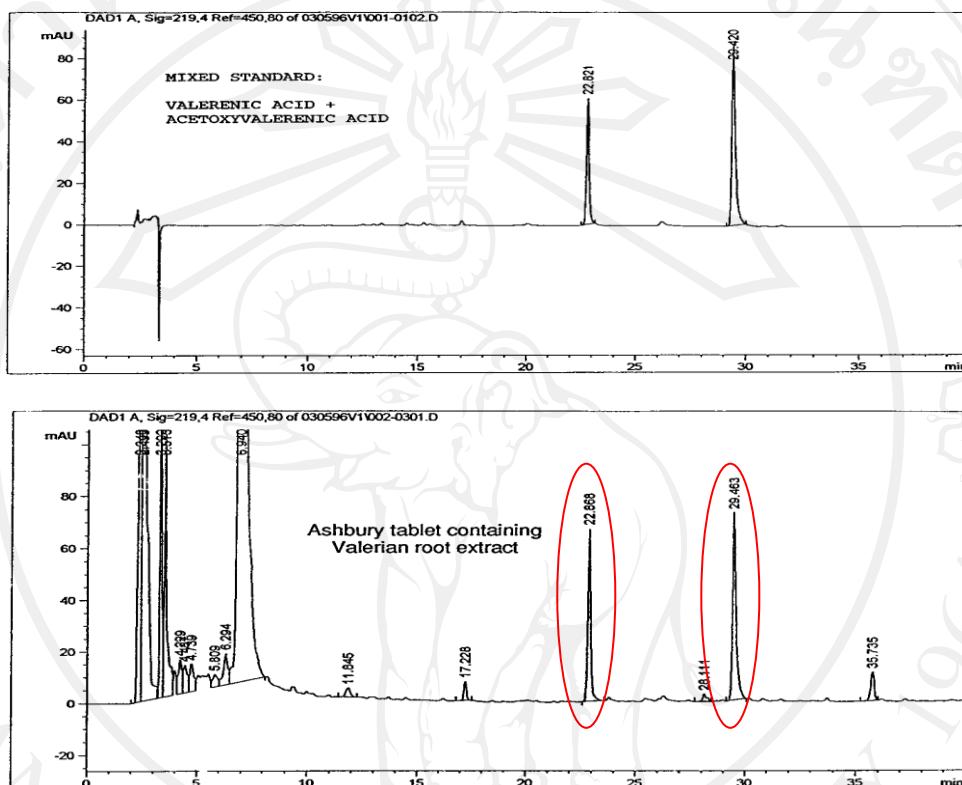 DAD1 A, Sig=219,4 Ref=450,80 of 030596V1\001-0102.D
mAU
MIXED STANDARD:
VALERENIC ACID +
ACETOXYVALERENIC ACID
22.821
29.420
80
60
40
20
0
-20
-40
-60
0 5 10 15 20 25 30 35 min
DAD1 A, Sig=219,4 Ref=450,80 of 030596V1\002-0301.D
mAU
Ashbury tablet containing
Valerian root extract
4.299
4.739
5.809
6.294
6.940
11.845
17.228
22.868
28.111
29.463
35.735
80
60
40
20
0
-20
0 5 10 15 20 25 30 35 min